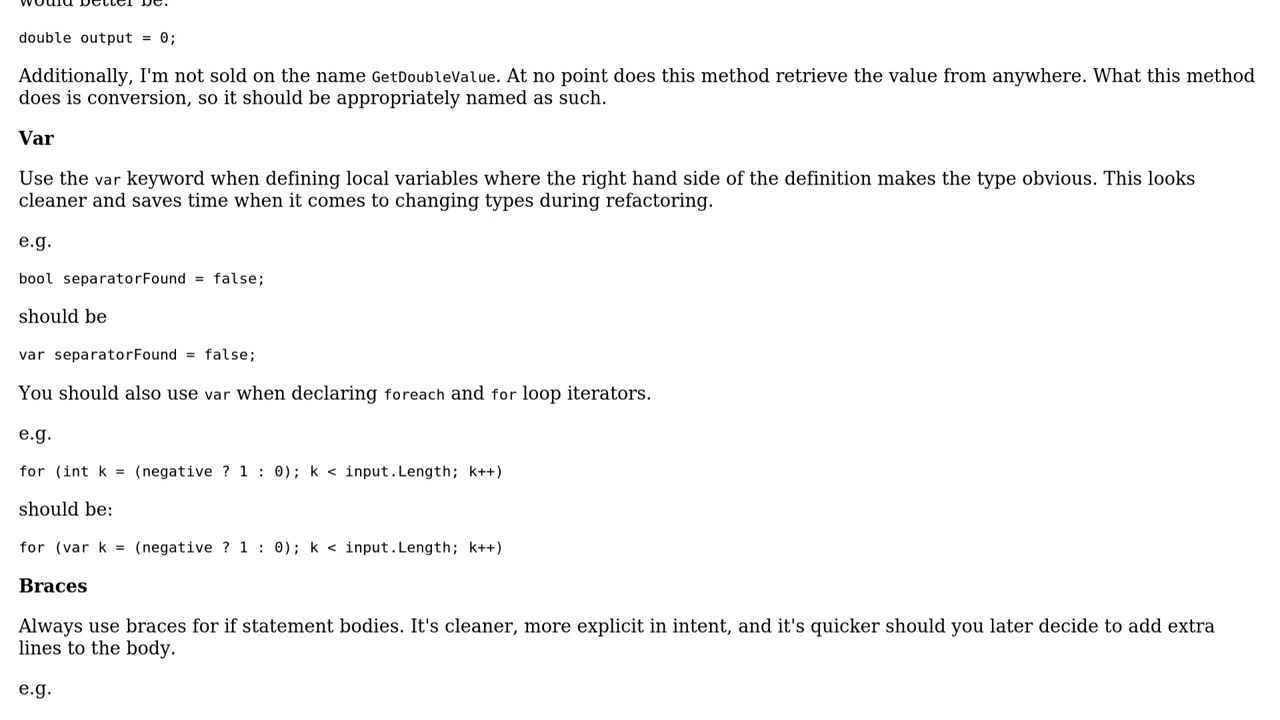 would better be:
double output = 0;
Additionally, I'm not sold on the name GetDoubleValue. At no point does this method retrieve the value from anywhere. What this method
does is conversion, so it should be appropriately named as such.
Var
Use the var keyword when defining local variables where the right hand side of the definition makes the type obvious. This looks
cleaner and saves time when it comes to changing types during refactoring.
e.g.
bool separatorFound = false;
should be
var separatorFound = false;
You should also use var when declaring foreach and for loop iterators.
e.g.
for (int k = (negative ? 1 : 0); k < input.Length; k++)
should be:
for (var k = (negative ? 1 : 0); k < input.Length; k++)
Braces
Always use braces for if statement bodies. It's cleaner, more explicit in intent, and it's quicker should you later decide to add extra
lines to the body.
e.g.